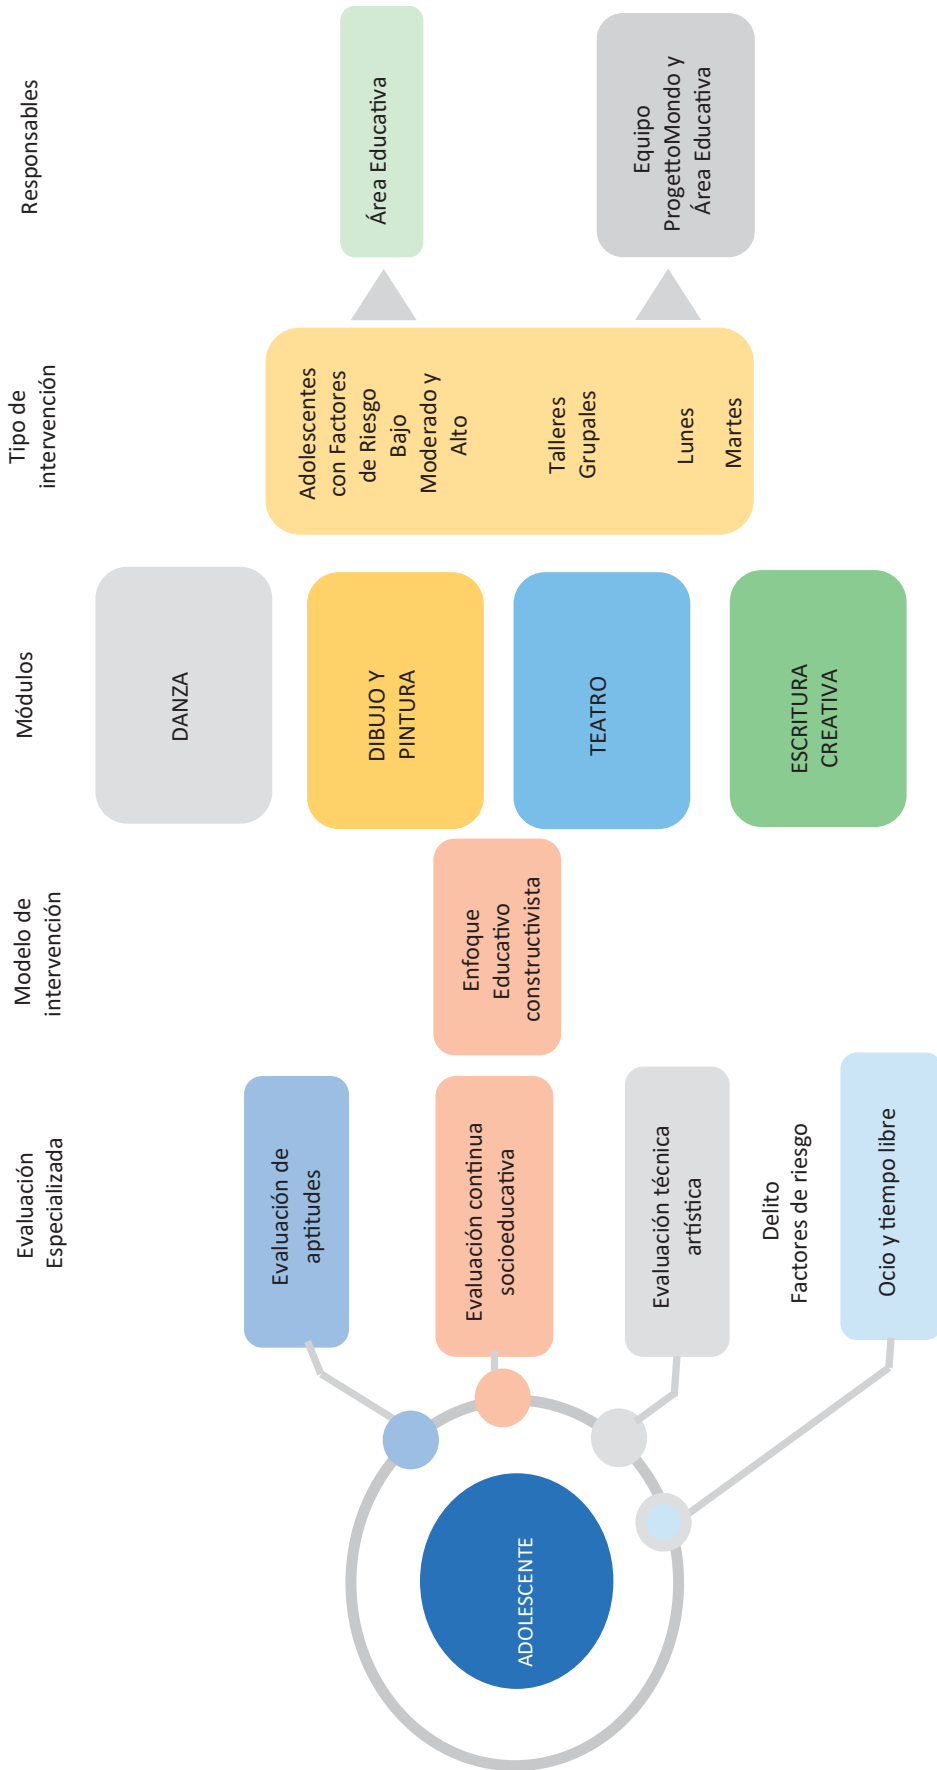 Evaluación
Especializada
Modelo de
intervención
Módulos
Tipo de
intervención
Responsables
ADOLESCENTE
Evaluación de
aptitudes
Evaluación continua
socioeducativa
Evaluación técnica
artística
Delito
Factores de riesgo
Ocio y tiempo libre
Enfoque
Educativo
constructivista
DANZA
DIBUJO Y
PINTURA
TEATRO
ESCRITURA
CREATIVA
Adolescentes
con Factores
de Riesgo
Bajo
Moderado y
Alto
Talleres
Grupales
Lunes
Martes
Área Educativa
Equipo
ProgettoMondo y
Área Educativa